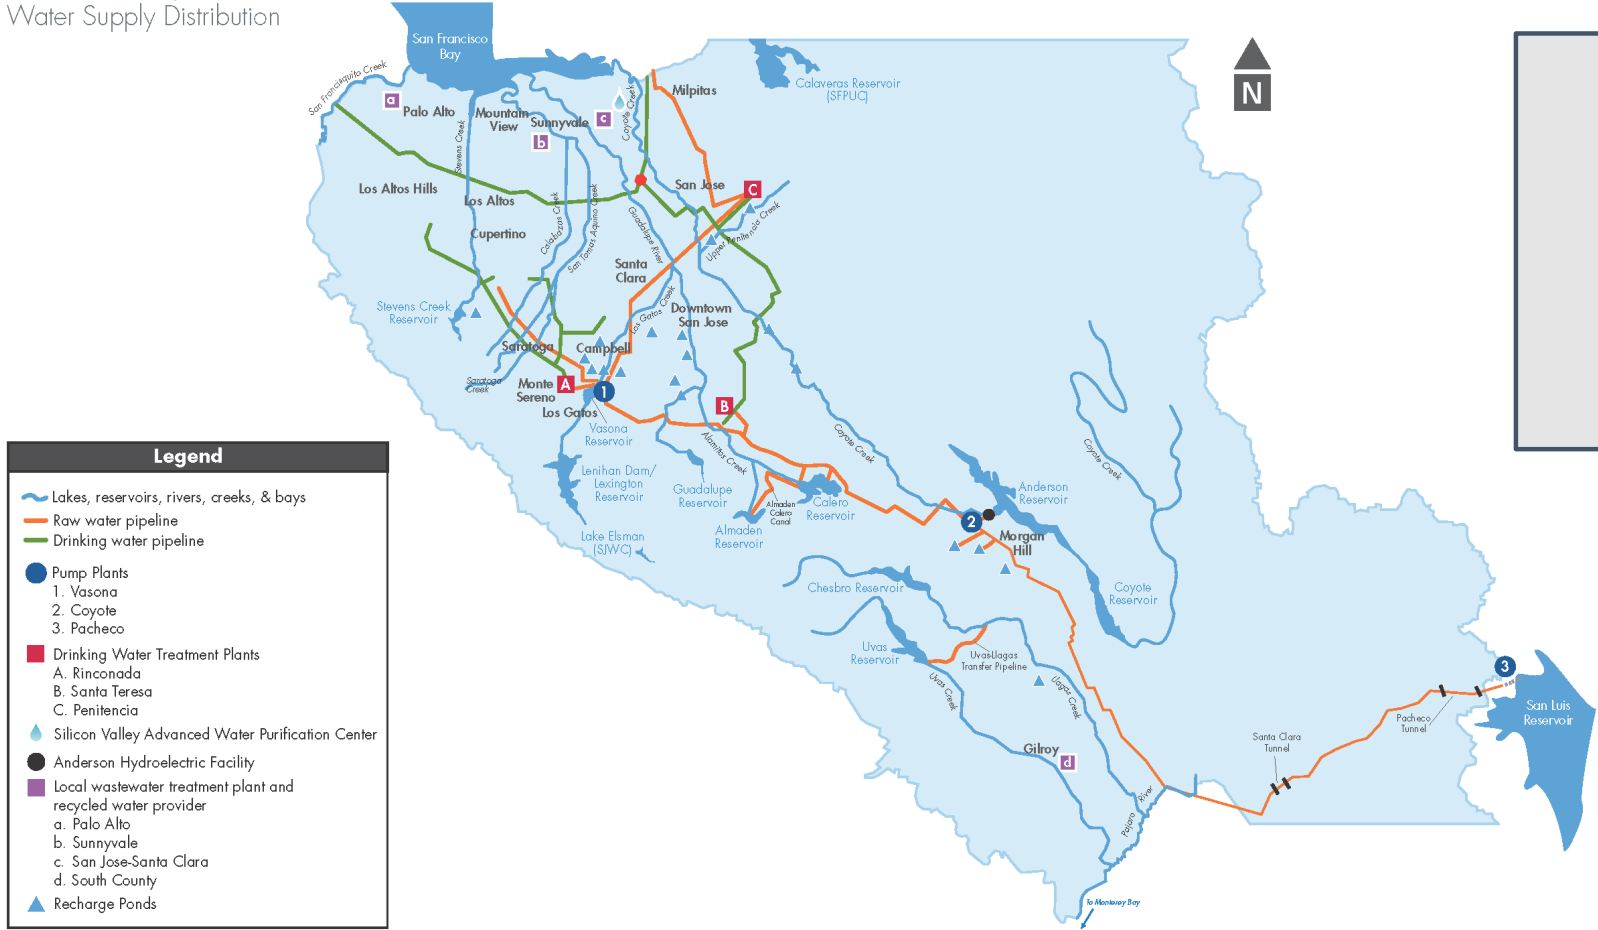 Water Supply Distribution
San Francisco
Bay
San Francisquito Creek
a
Palo Alto
Mountain
View
Sunnyvale
b
c
Coyote Creek
Milpitas
Calaveras Reservoir
(SFPUC)
N
Stevens Creek
Los Altos Hills
Los Altos
Cupertino
Calabazas Creek
San Tomas Aquino Creek
Guadalupe River
San Jose
C
Upper Penitencia Creek
Santa
Clara
Stevens Creek
Reservoir
Los Gatos Creek
Downtown
San Jose
Saratoga
Campbell
Saratoga
Creek
Monte
Sereno
A
1
Los Gatos
B
Vasona
Reservoir
Alamitos Creek
Coyote Creek
Coyote Creek
Lenihan Dam/
Lexington
Reservoir
Guadalupe
Reservoir
Almaden
Calero
Canal
Calero
Reservoir
Almaden
Reservoir
Lake Elsman
(SJWC)
Anderson
Reservoir
2
Morgan
Hill
Chesbro Reservoir
Coyote
Reservoir
Uvas
Reservoir
Uvas-Llagas
Transfer Pipeline
Uvas Creek
Llagas Creek
Gilroy
d
Pajaro River
To Monterey Bay
Santa Clara
Tunnel
Pacheco
Tunnel
3
San Luis
Reservoir
Legend
Lakes, reservoirs, rivers, creeks, & bays
Raw water pipeline
Drinking water pipeline
Pump Plants
1. Vasona
2. Coyote
3. Pacheco
Drinking Water Treatment Plants
A. Rinconada
B. Santa Teresa
C. Penitencia
Silicon Valley Advanced Water Purification Center
Anderson Hydroelectric Facility
Local wastewater treatment plant and
recycled water provider
a. Palo Alto
b. Sunnyvale
c. San Jose-Santa Clara
d. South County
Recharge Ponds